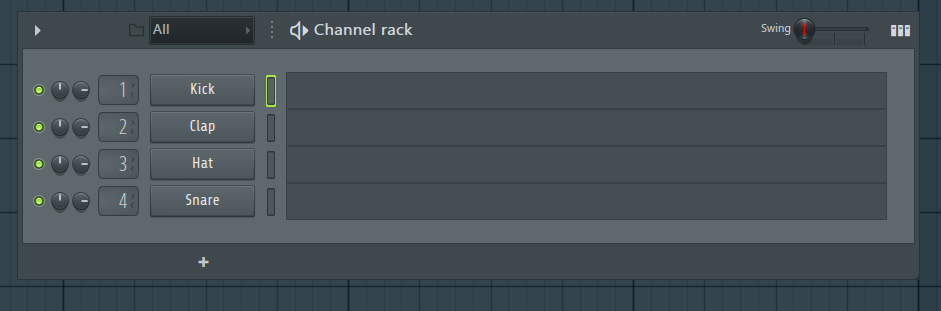 All
Channel rack
Swing
1 Kick
2 Clap
3 Hat
4 Snare
+